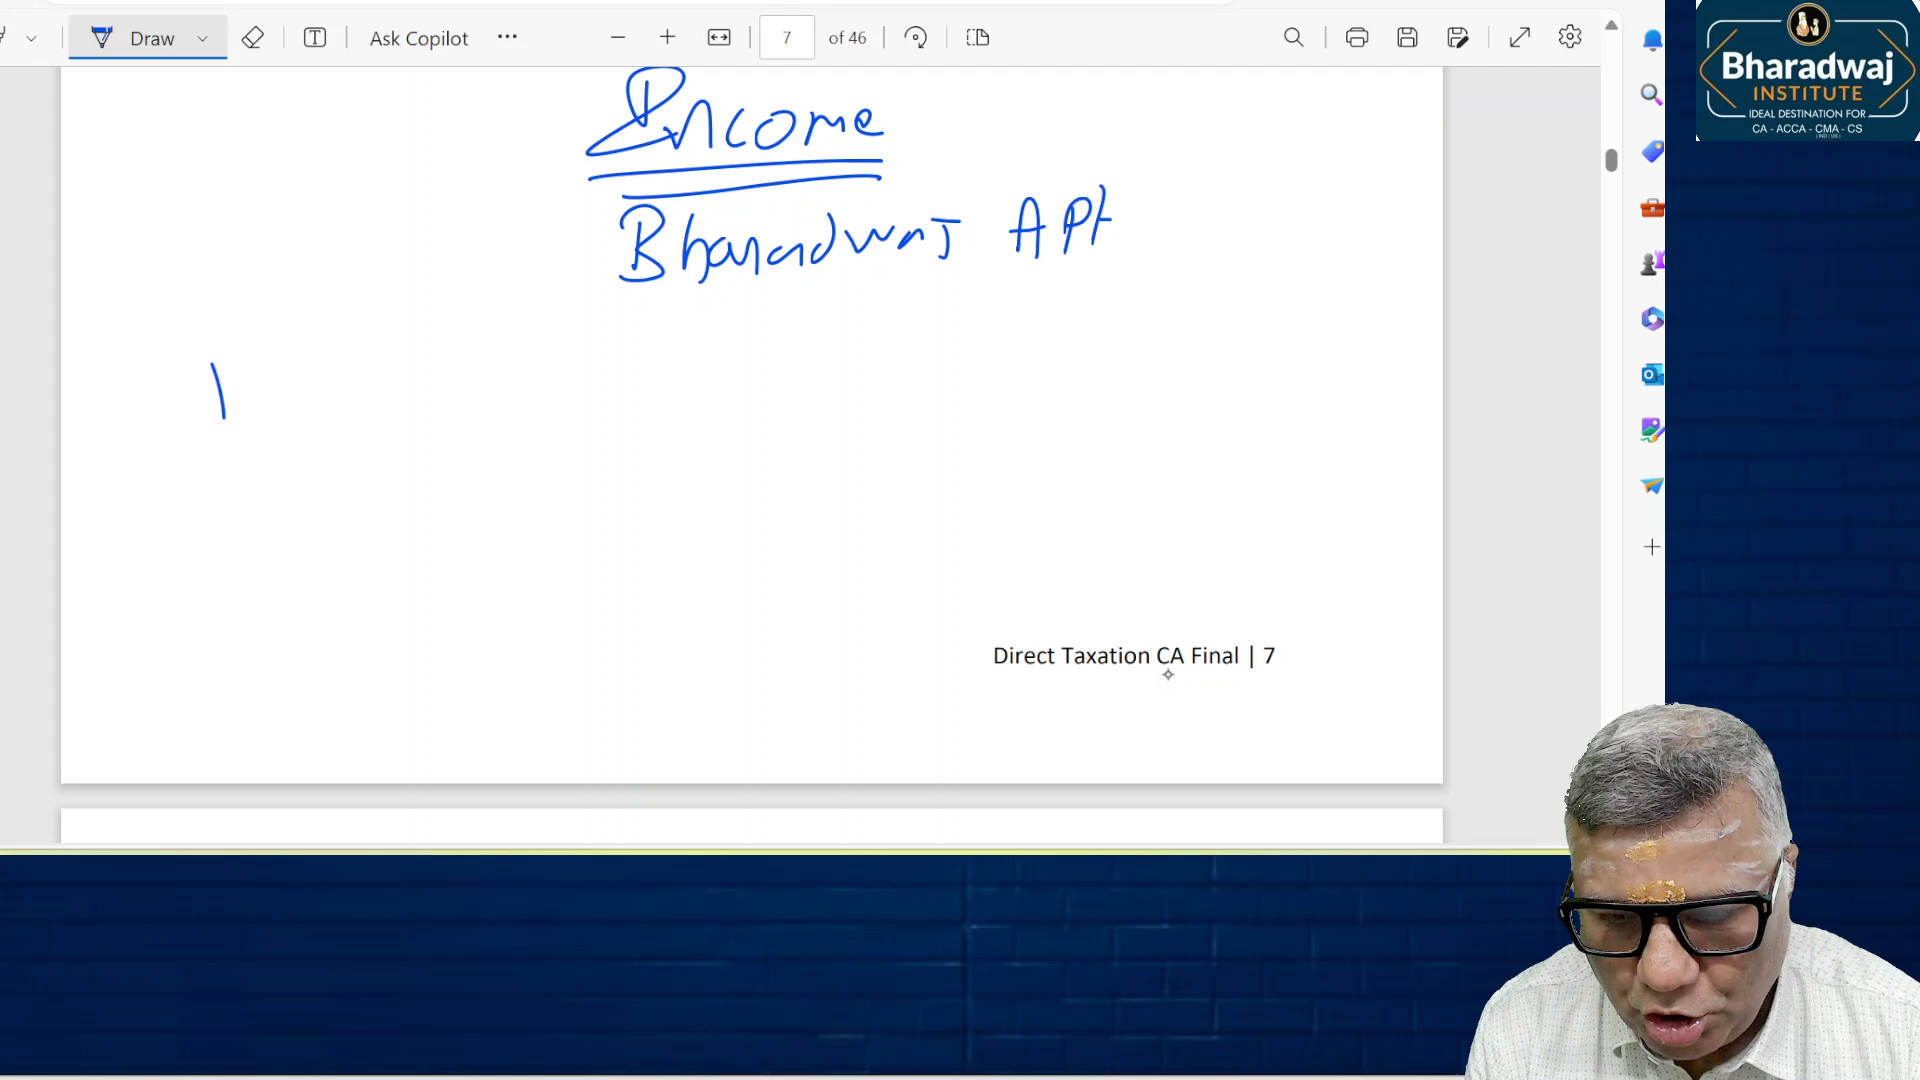 Draw
Ask Copilot
7 of 46
Income
Bharadwaj APP
Direct Taxation CA Final | 7
Bharadwaj
INSTITUTE
IDEAL DESTINATION FOR
CA - ACCA - CMA - CS